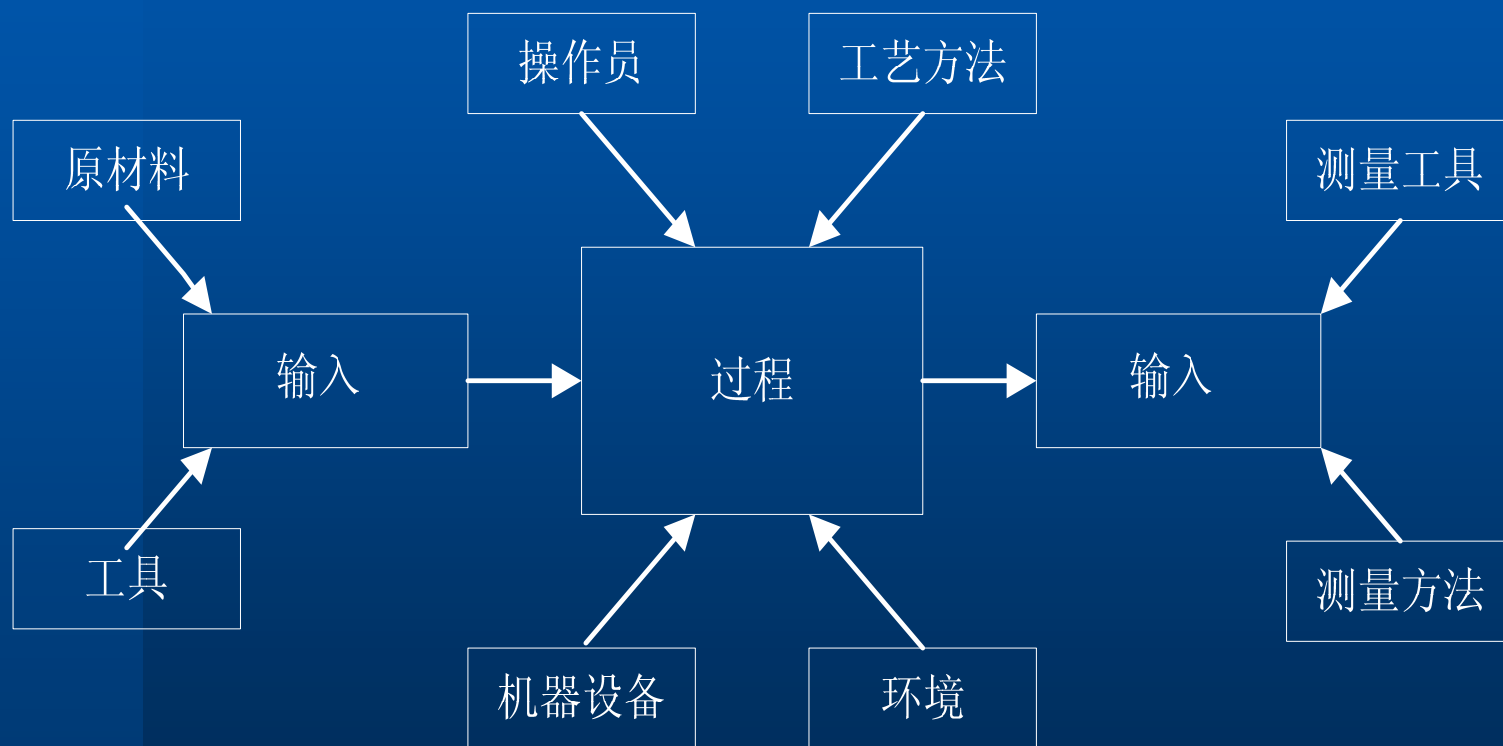 操作员
工艺方法
原材料
测量工具
输入
过程
输入
工具
测量方法
机器设备
环境